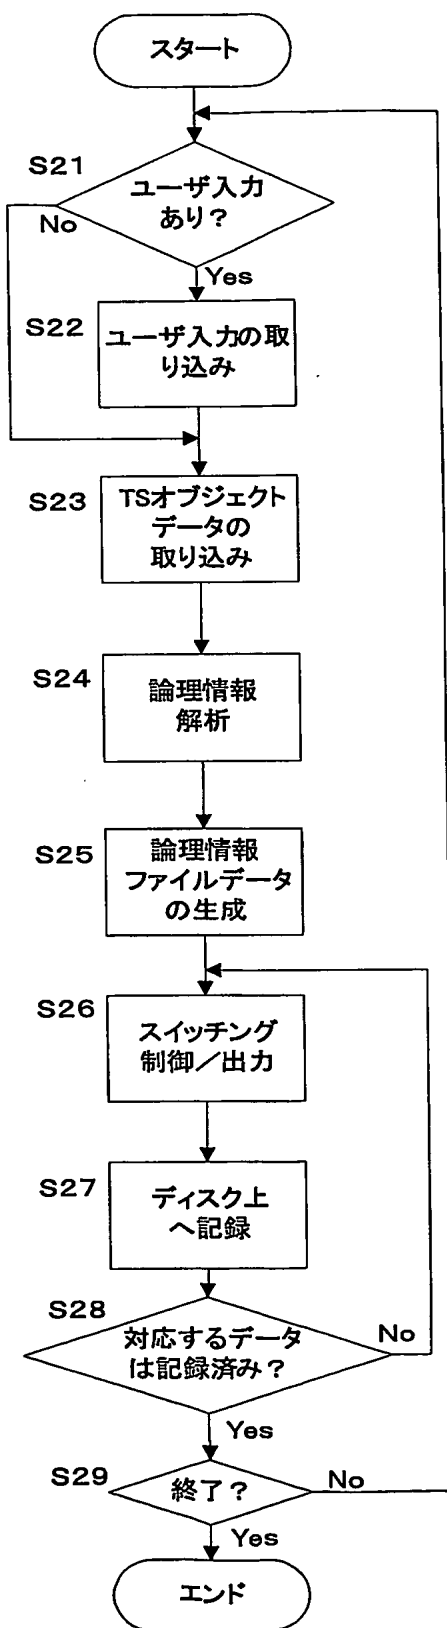 スタート
S21
ユーザ入力
あり？
No
Yes
S22
ユーザ入力の取
り込み
S23
TSオブジェクト
データの
取り込み
S24
論理情報
解析
S25
論理情報
ファイルデータ
の生成
S26
スイッチング
制御／出力
S27
ディスク上
へ記録
S28
対応するデータ
は記録済み？
No
Yes
S29
終了？
No
Yes
エンド